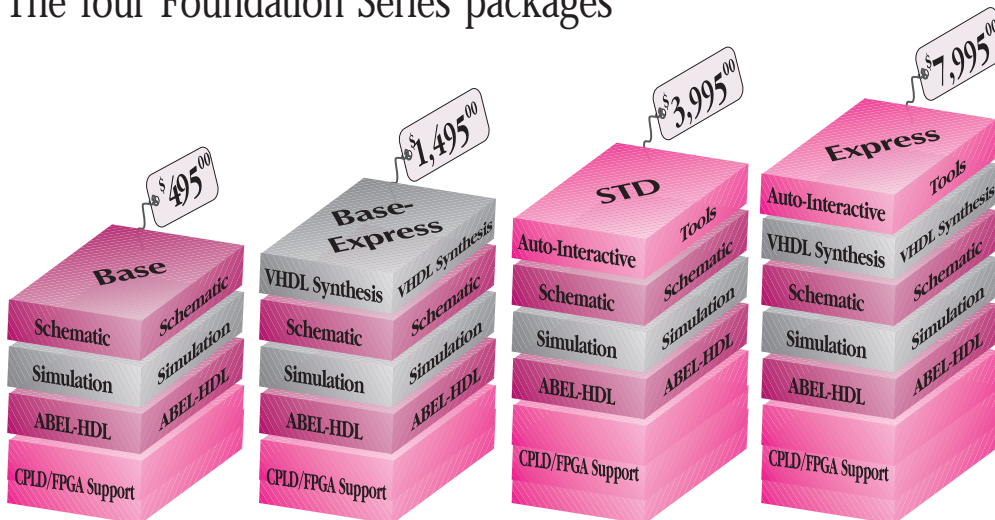 The four Foundation Series packages
$495.00
Base
Schematic Schematic
Simulation Simulation
ABEL-HDL ABEL-HDL
CPLD/FPGA Support
$1,495.00
Base-
Express
VHDL Synthesis VHDL Synthesis
Schematic Schematic
Simulation Simulation
ABEL-HDL ABEL-HDL
CPLD/FPGA Support
$3,995.00
STD
Auto-Interactive Tools
Schematic Schematic
Simulation Simulation
ABEL-HDL ABEL-HDL
CPLD/FPGA Support
$7,995.00
Express
Auto-Interactive Tools
VHDL Synthesis VHDL Synthesis
Schematic Schematic
Simulation Simulation
ABEL-HDL ABEL-HDL
CPLD/FPGA Support